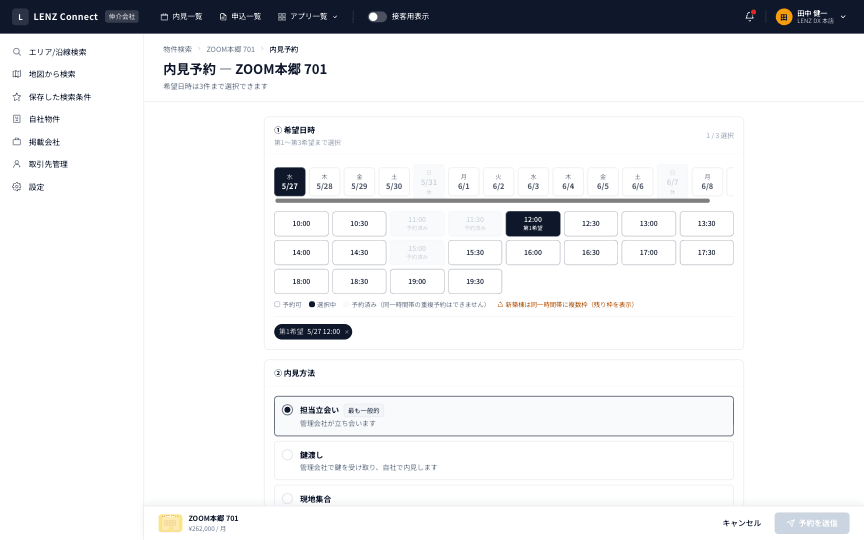 L LENZ Connect 仲介会社 内見一覧 申込一覧 アプリ一覧 接客用表示 田 田中 健一
LENZ DX 本店
エリア/沿線検索
地図から検索
保存した検索条件
自社物件
掲載会社
取引先管理
設定
物件検索 › ZOOM本郷 701 › 内見予約
内見予約 — ZOOM本郷 701
希望日時は3件まで選択できます
① 希望日時
第1〜第3希望まで選択
1 / 3 選択
水 木 金 土 日 月 火 水 木 金 土 日 月
5/27 5/28 5/29 5/30 5/31 6/1 6/2 6/3 6/4 6/5 6/6 6/7 6/8
休 休
10:00 10:30 11:00 11:30 12:00 12:30 13:00 13:30
予約済み 予約済み 第1希望
14:00 14:30 15:00 15:30 16:00 16:30 17:00 17:30
予約済み
18:00 18:30 19:00 19:30
予約可 選択中 予約済み（同一時間帯の重複予約はできません） 新築棟は同一時間帯に複数枠（残り枠を表示）
第1希望 5/27 12:00 ×
② 内見方法
担当立会い 最も一般的
管理会社が立ち会います
鍵渡し
管理会社で鍵を受け取り、自社で内見します
現地集合
ZOOM本郷 701
¥262,000 / 月
キャンセル 予約を送信